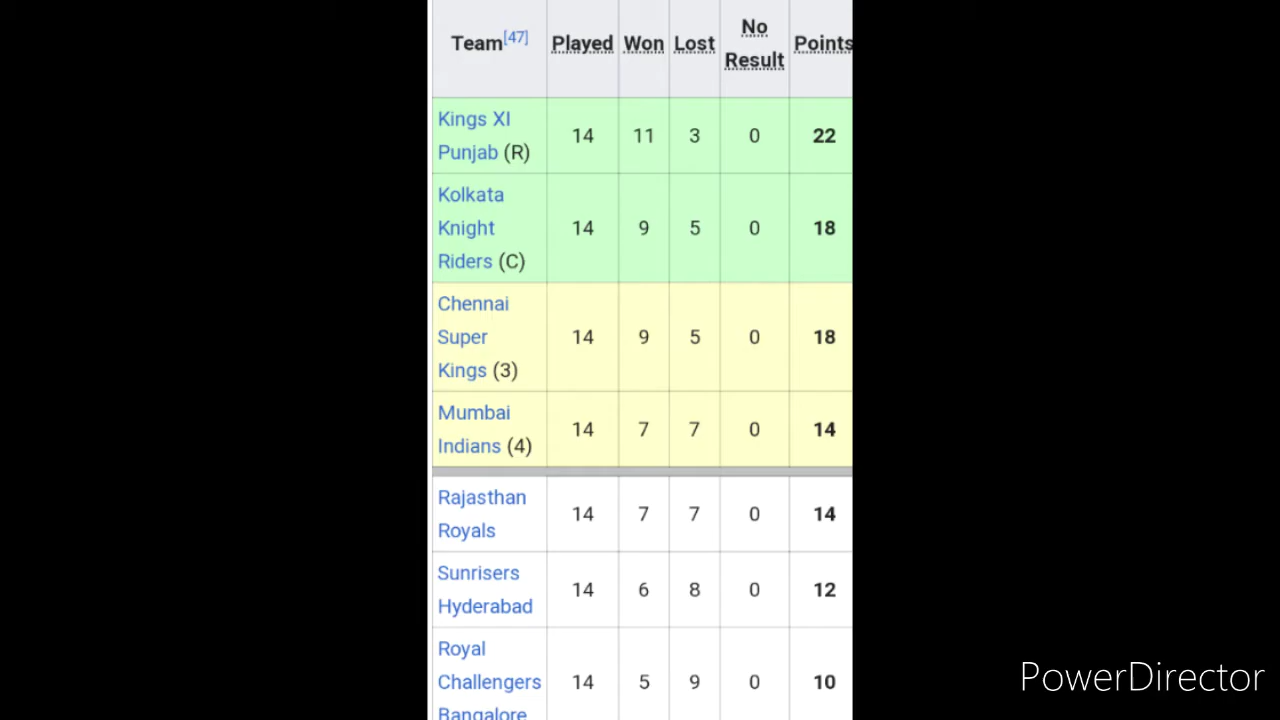 Team[47] Played Won Lost No Result Points
Kings XI Punjab (R) 14 11 3 0 22
Kolkata Knight Riders (C) 14 9 5 0 18
Chennai Super Kings (3) 14 9 5 0 18
Mumbai Indians (4) 14 7 7 0 14
Rajasthan Royals 14 7 7 0 14
Sunrisers Hyderabad 14 6 8 0 12
Royal Challengers Bangalore 14 5 9 0 10
PowerDirector